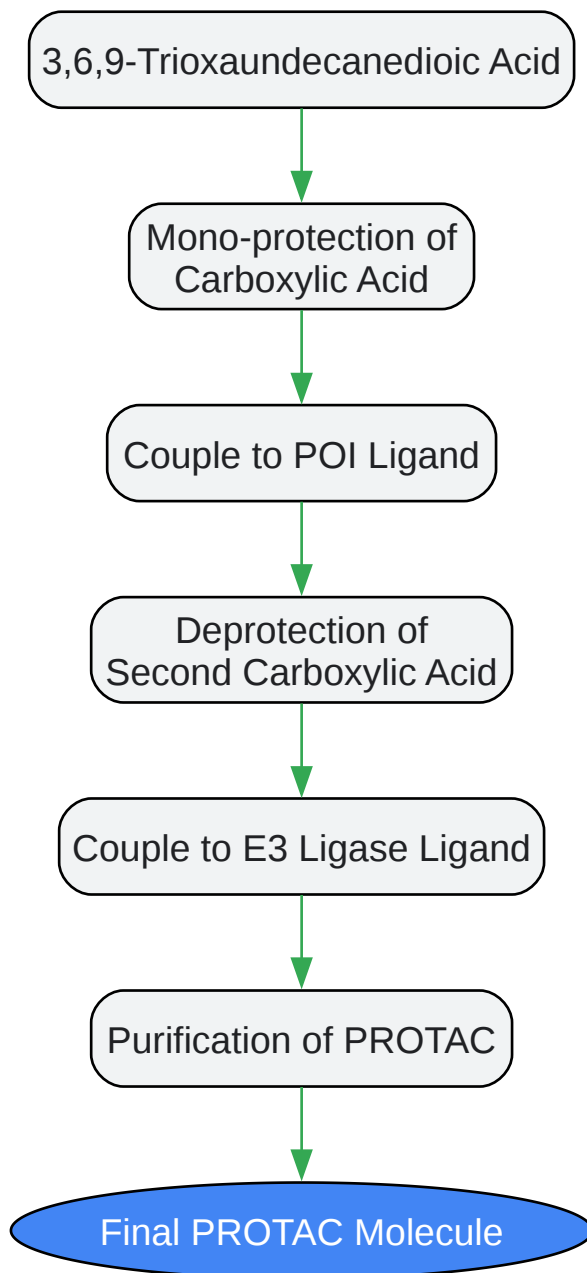 3,6,9-Trioxaundecanedioic Acid
Mono-protection of
Carboxylic Acid
Couple to POI Ligand
Deprotection of
Second Carboxylic Acid
Couple to E3 Ligase Ligand
Purification of PROTAC
Final PROTAC Molecule